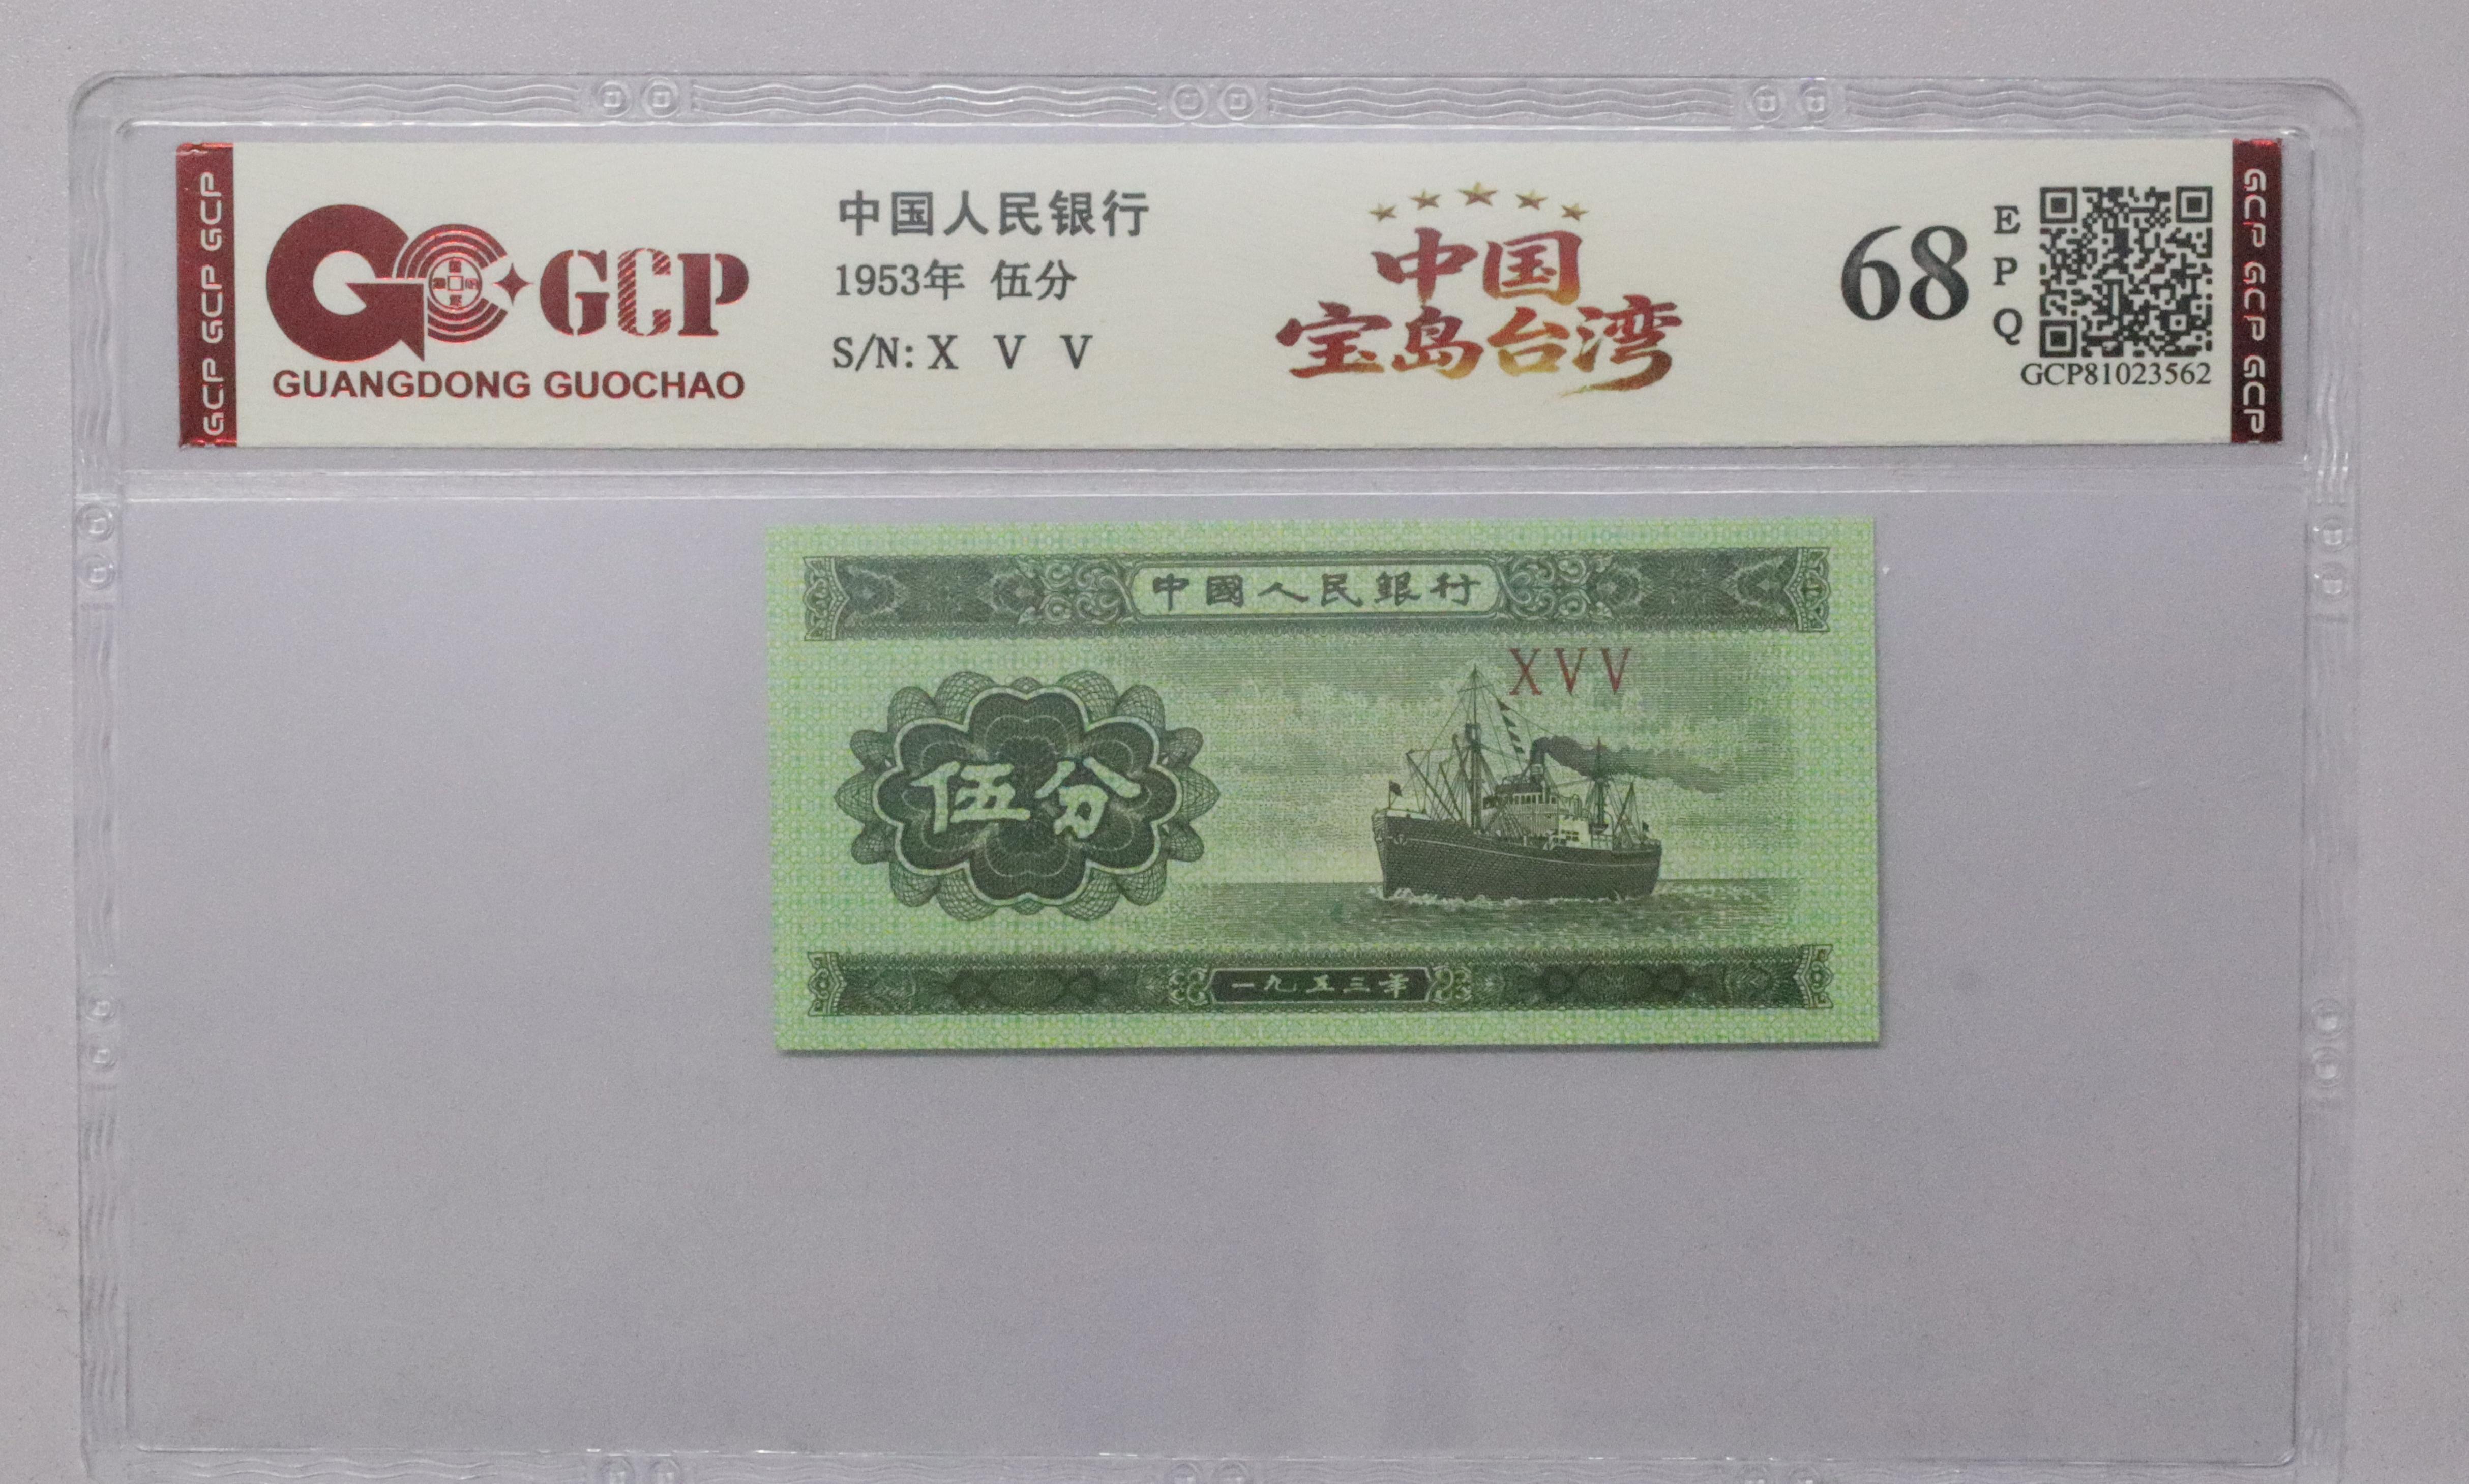 GCP GCP GCP
GCP
GUANGDONG GUOCHAO
中国人民银行
1953年 伍分
S/N: X V V
中国
宝岛台湾
68
EPQ
GCP81023562
GCP GCP GCP
中國人民銀行
XVV
伍分
一九五三年